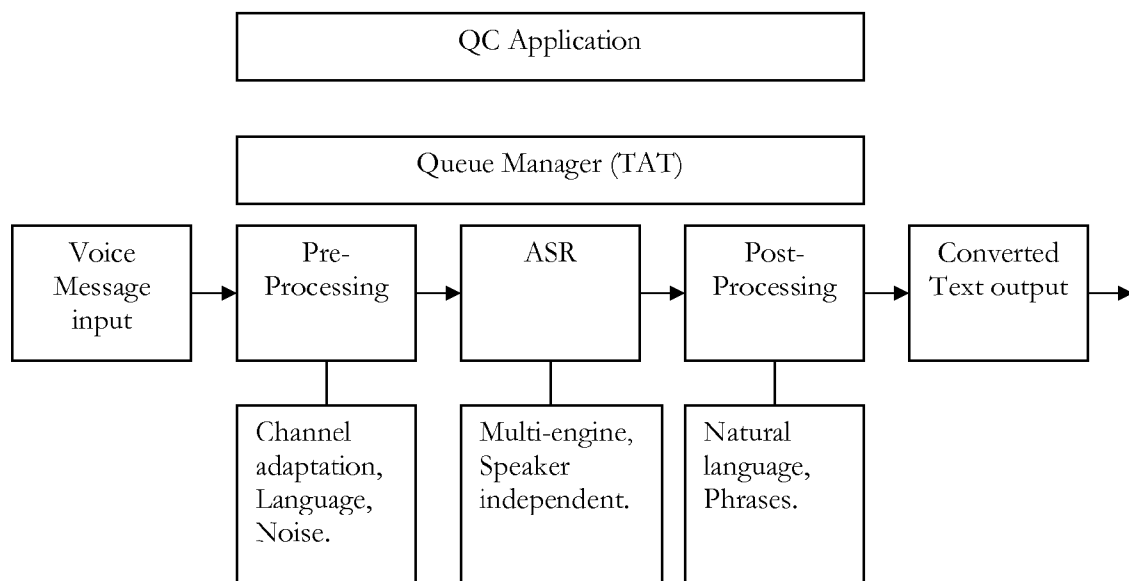 QC Application
Queue Manager (TAT)
Voice
Message
input
Pre-
Processing
ASR
Post-
Processing
Converted
Text output
Channel
adaptation,
Language,
Noise.
Multi-engine,
Speaker
independent.
Natural
language,
Phrases.